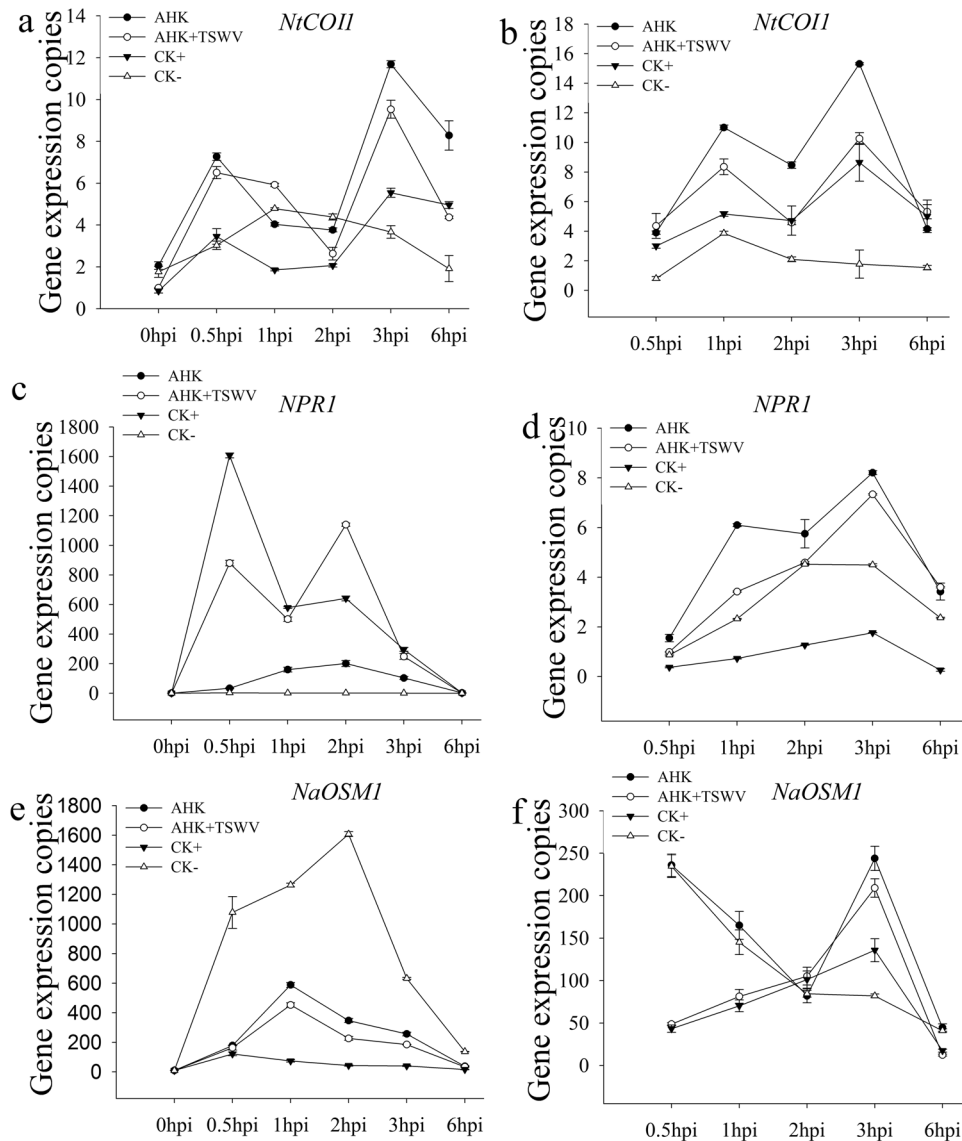 a
NtCOI1
AHK
AHK+TSWV
CK+
CK-
Gene expression copies
14
12
10
8
6
4
2
0
0hpi 0.5hpi 1hpi 2hpi 3hpi 6hpi
b
NtCOI1
AHK
AHK+TSWV
CK+
CK-
Gene expression copies
18
16
14
12
10
8
6
4
2
0
0.5hpi 1hpi 2hpi 3hpi 6hpi
c
NPR1
AHK
AHK+TSWV
CK+
CK-
Gene expression copies
1800
1600
1400
1200
1000
800
600
400
200
0
0hpi 0.5hpi 1hpi 2hpi 3hpi 6hpi
d
NPR1
AHK
AHK+TSWV
CK+
CK-
Gene expression copies
10
8
6
4
2
0
0.5hpi 1hpi 2hpi 3hpi 6hpi
e
NaOSM1
AHK
AHK+TSWV
CK+
CK-
Gene expression copies
1800
1600
1400
1200
1000
800
600
400
200
0
0hpi 0.5hpi 1hpi 2hpi 3hpi 6hpi
f
NaOSM1
AHK
AHK+TSWV
CK+
CK-
Gene expression copies
300
250
200
150
100
50
0
0.5hpi 1hpi 2hpi 3hpi 6hpi